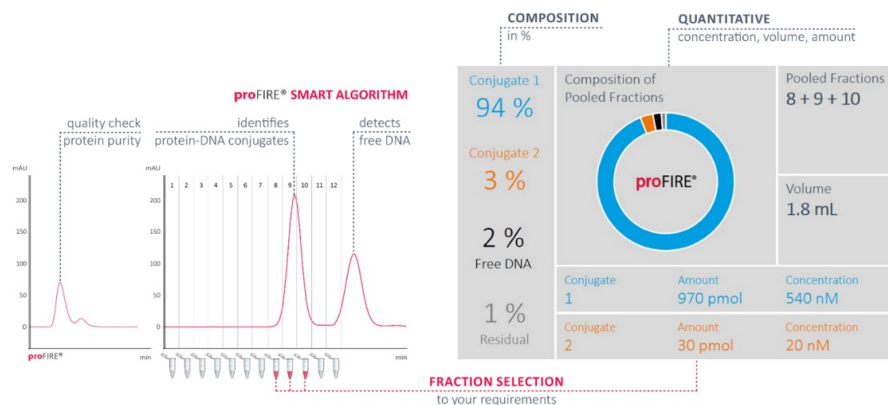 COMPOSITION
in %
QUANTITATIVE
concentration, volume, amount
proFIRE® SMART ALGORITHM
quality check
protein purity
identifies
protein-DNA conjugates
detects
free DNA
mAU
200
150
100
50
0
proFIRE®
min
mAU
1 2 3 4 5 6 7 8 9 10 11 12
200
150
100
50
0
min
Conjugate 1
94 %
Conjugate 2
3 %
2 %
Free DNA
1 %
Residual
Composition of
Pooled Fractions
proFIRE®
Pooled Fractions
8 + 9 + 10
Volume
1.8 mL
Conjugate Amount Concentration
1 970 pmol 540 nM
Conjugate Amount Concentration
2 30 pmol 20 nM
FRACTION SELECTION
to your requirements